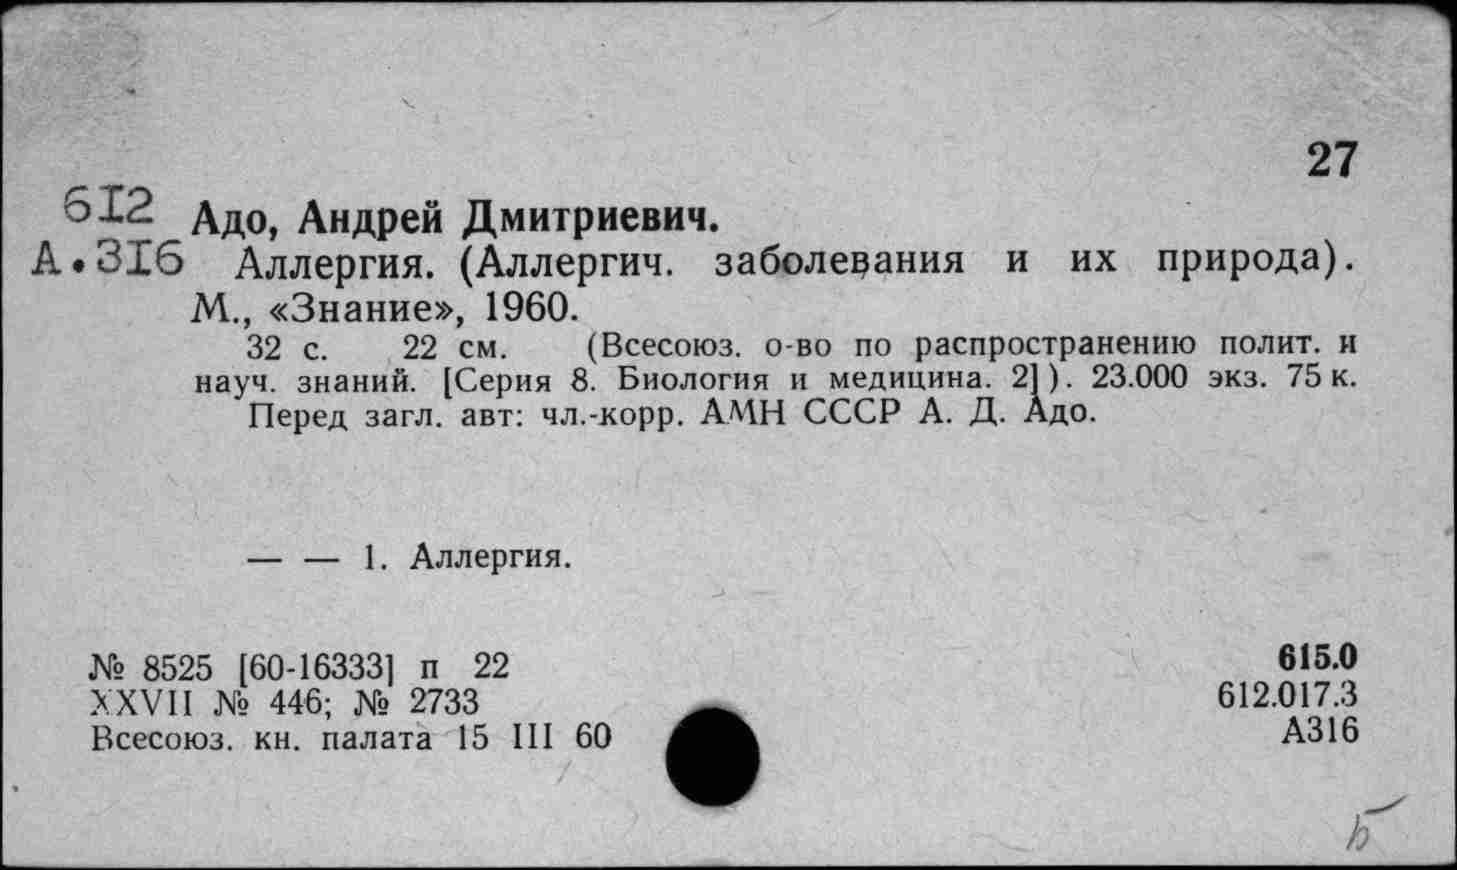 27
612 Адо, Андрей Дмитриевич.
А.316 Аллергия. (Аллергич. заболевания и их природа).
М., «Знание», 1960.
32 с. 22 см. (Всесоюз. о-во по распространению полит. и
науч. знаний. [Серия 8. Биология и медицина. 2]). 23.000 экз. 75 к.
Перед загл. авт: чл.-корр. АМН СССР А. Д. Адо.
— — 1. Аллергия.
№ 8525 [60-16333] п 22
XXVII № 446; № 2733
Всесоюз. кн. палата 15 III 60
615.0
612.017.3
А316